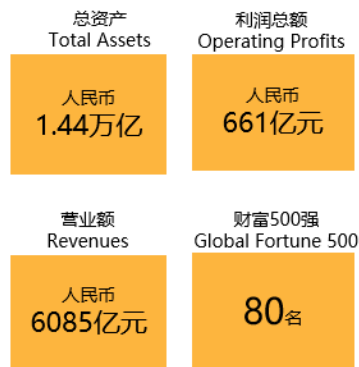 总资产
Total Assets
人民币
1.44万亿
利润总额
Operating Profits
人民币
661亿元
营业额
Revenues
人民币
6085亿元
财富500强
Global Fortune 500
80名